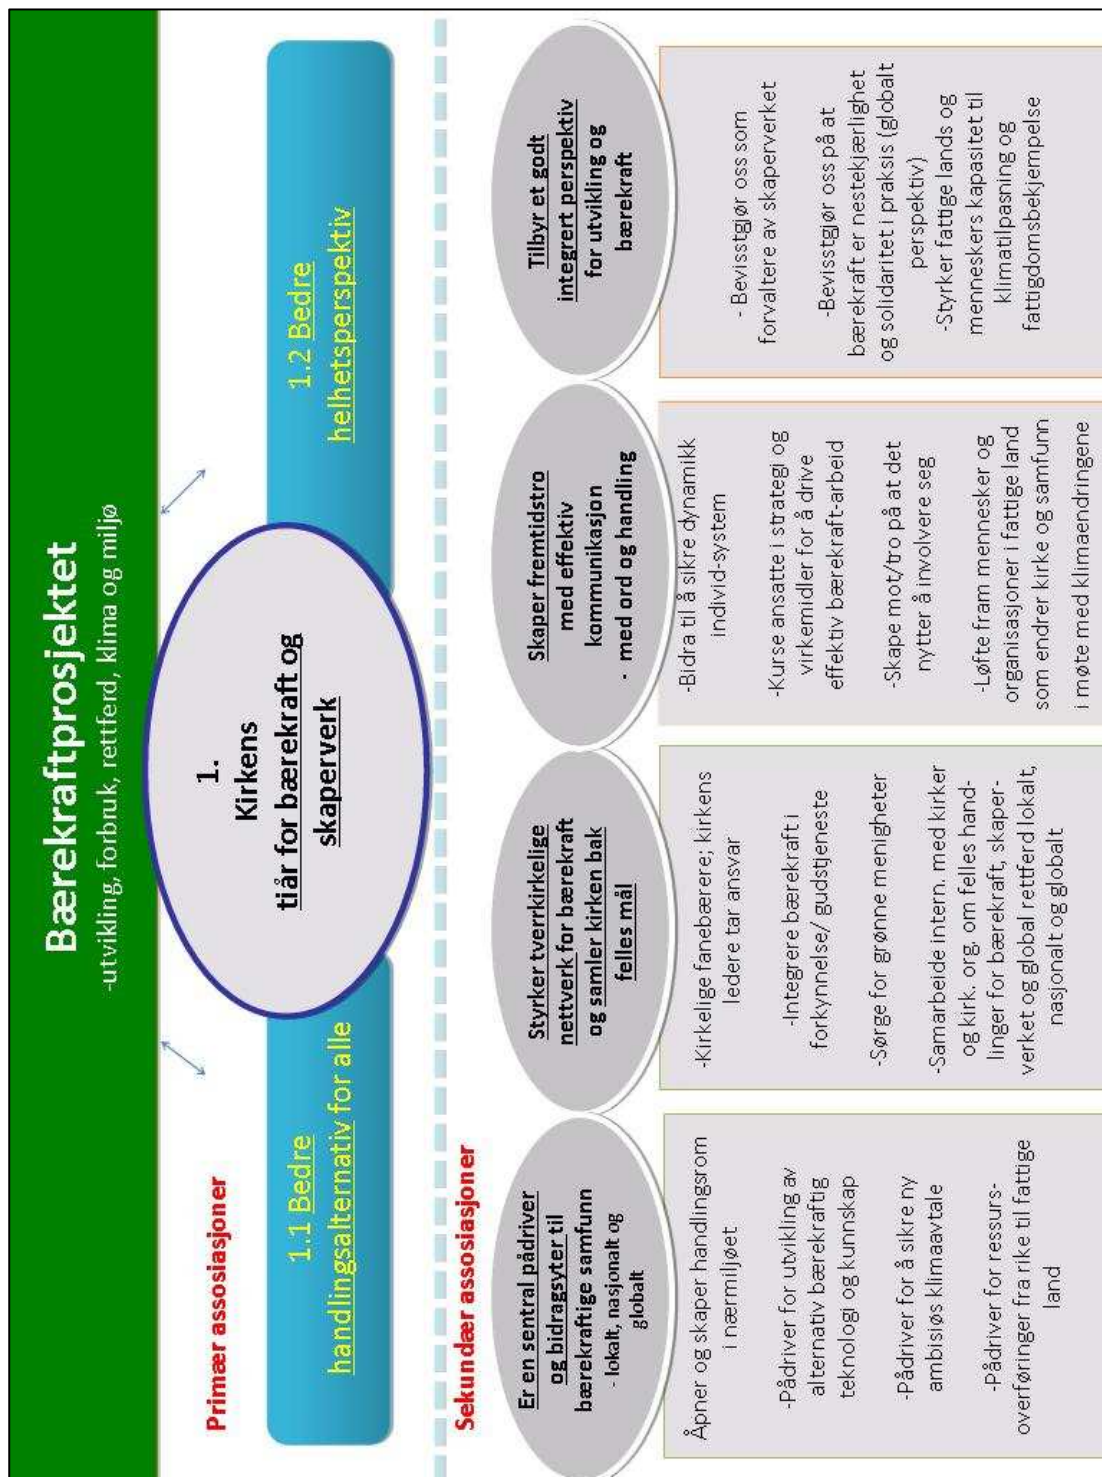 Bærekraftprosjektet
-utvikling, forbruk, rettferd, klima og miljø
Primær assosiasjoner
1.
Kirkens
tiår for bærekraft og
skaperverk
1.1 Bedre
handlingsalternativ for alle
1.2 Bedre
helhetsperspektiv
Sekundær assosiasjoner
Er en sentral pådriver
og bidragsyter til
bærekraftige samfunn
- lokalt, nasjonalt og
globalt
Åpner og skaper handlingsrom
i nærmiljøet
-Pådriver for utvikling av
alternativ bærekraftig
teknologi og kunnskap
-Pådriver for å sikre ny
ambisiøs klimaavtale
-Pådriver for ressurs-
overføringer fra rike til fattige
land
Styrker tverrkirkelige
nettverk for bærekraft
og samler kirken bak
felles mål
-Kirkelige fanebærere; kirkens
ledere tar ansvar
-Integrere bærekraft i
forkynnelse/ gudstjeneste
-Sørge for grønne menigheter
-Samarbeide intern. med kirker
og kirk. org. om felles hand-
linger for bærekraft, skaper-
verket og global rettferd lokalt,
nasjonalt og globalt
Skaper fremtidstro
med effektiv
kommunikasjon
- med ord og handling
-Bidra til å sikre dynamikk
individ-system
-Kurse ansatte i strategi og
virkemidler for å drive
effektiv bærekraft-arbeid
-Skape mot/tro på at det
nytter å involvere seg
-Løfte fram mennesker og
organisasjoner i fattige land
som endrer kirke og samfunn
i møte med klimaendringene
Tilbyr et godt
integrert perspektiv
for utvikling og
bærekraft
- Bevisstgjør oss som
forvaltere av skaperverket
-Bevisstgjør oss på at
bærekraft er nestekjærlighet
og solidaritet i praksis (globalt
perspektiv)
-Styrker fattige lands og
menneskers kapasitet til
klimatilpasning og
fattigdomsbekjempelse